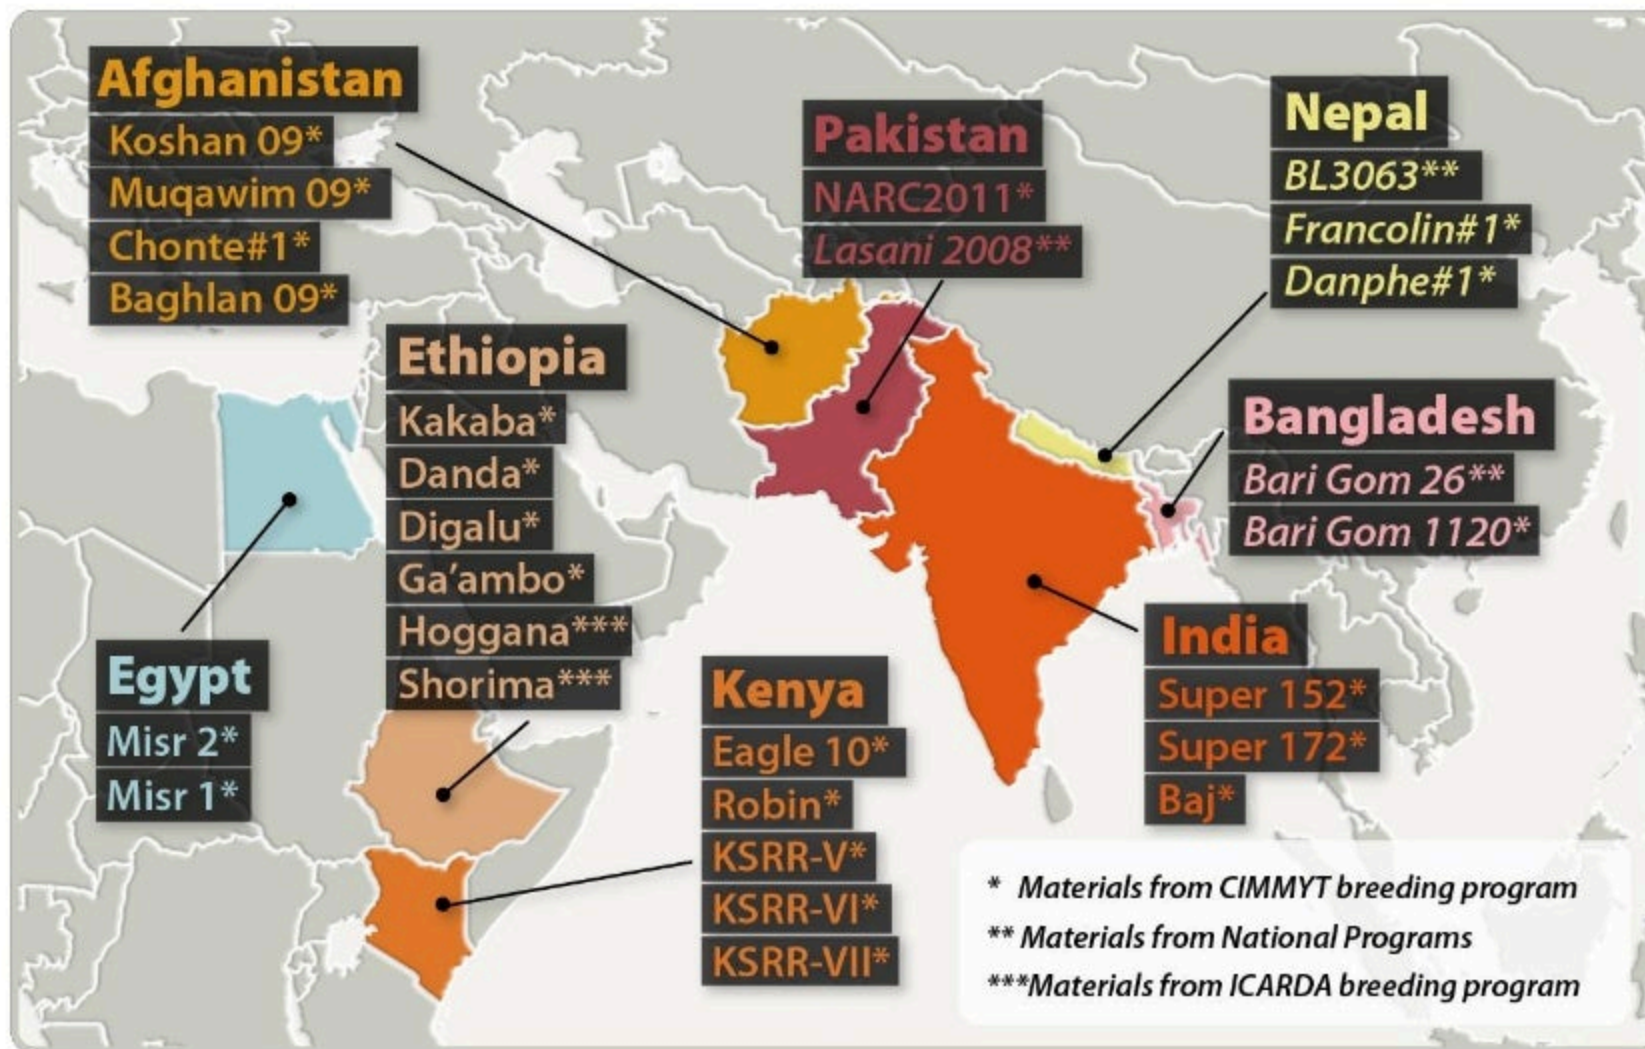 Afghanistan
Koshan 09*
Muqawim 09*
Chonte#1*
Baghlan 09*
Pakistan
NARC2011*
Lasani 2008**
Nepal
BL3063**
Francolin#1*
Danphe#1*
Ethiopia
Kakaba*
Danda*
Digalu*
Ga’ambo*
Hoggana***
Shorima***
Bangladesh
Bari Gom 26**
Bari Gom 1120*
Egypt
Misr 2*
Misr 1*
Kenya
Eagle 10*
Robin*
KSRR-V*
KSRR-VI*
KSRR-VII*
India
Super 152*
Super 172*
Baj*
* Materials from CIMMYT breeding program
** Materials from National Programs
***Materials from ICARDA breeding program